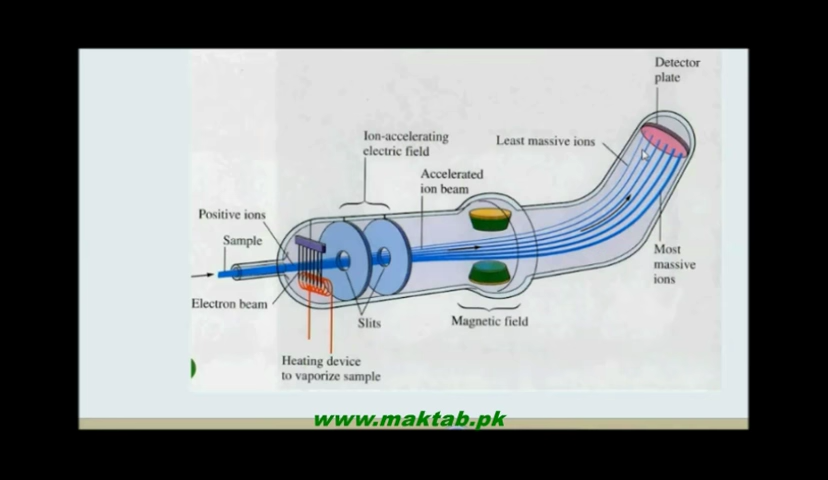 Detector
plate
Ion-accelerating
electric field
Least massive ions
Accelerated
ion beam
Positive ions
Sample
Most
massive
ions
Electron beam
Slits
Magnetic field
Heating device
to vaporize sample
www.maktab.pk